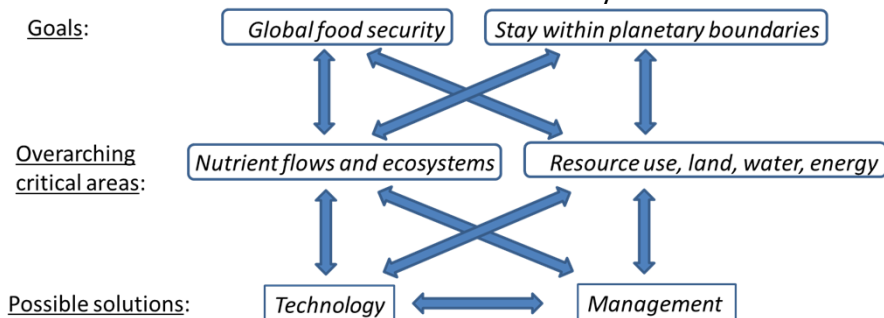 Goals:
Global food security
Stay within planetary boundaries
Overarching
critical areas:
Nutrient flows and ecosystems
Resource use, land, water, energy
Possible solutions:
Technology
Management